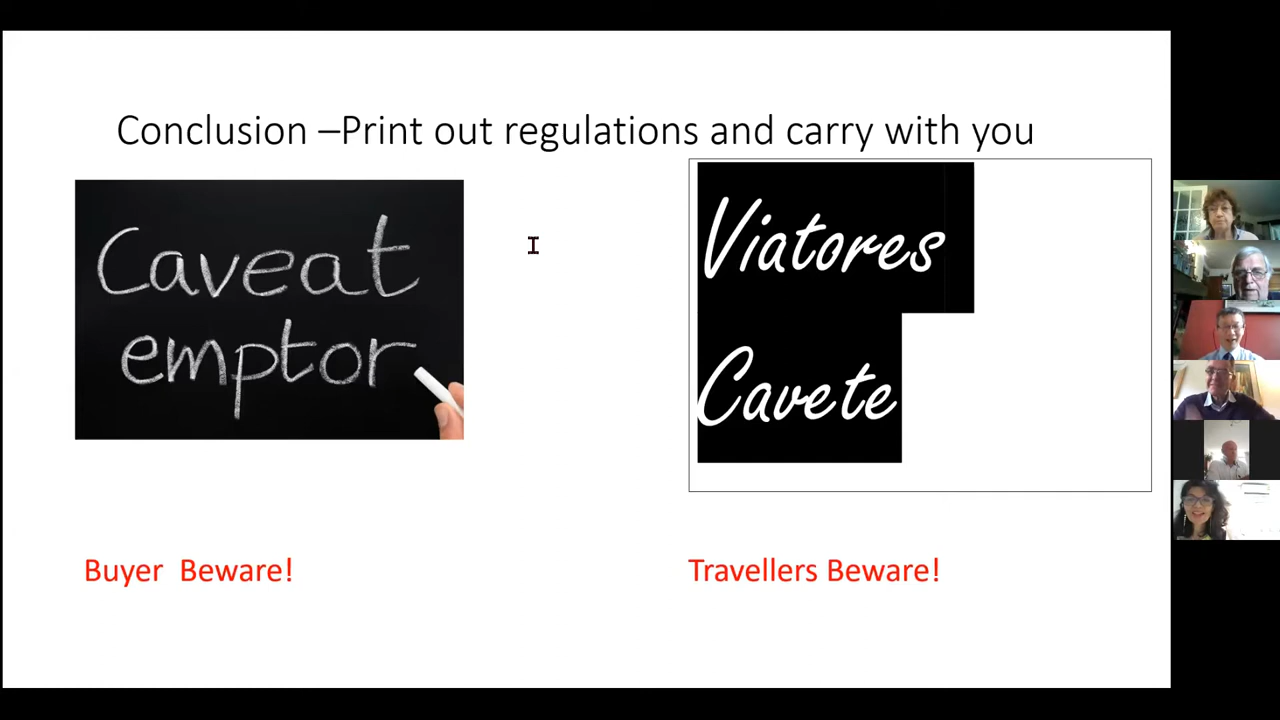 Conclusion –Print out regulations and carry with you
Caveat
emptor
Viatores
Cavete
Buyer  Beware!
Travellers Beware!